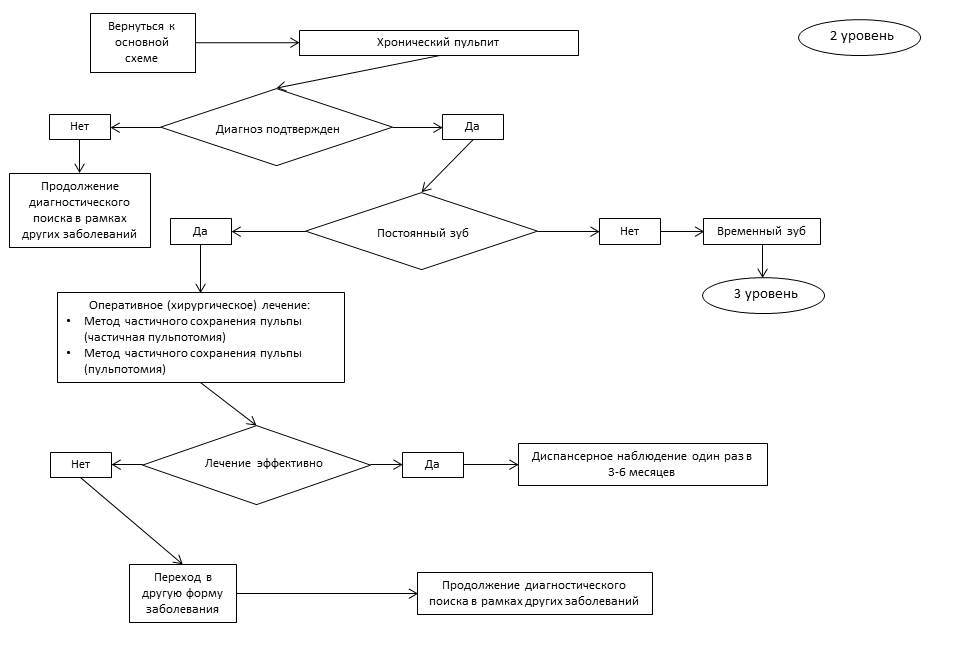 Вернуться к
основной
схеме
Хронический пульпит
2 уровень
Диагноз подтвержден
Нет
Да
Продолжение
диагностического
поиска в рамках
других заболеваний
Постоянный зуб
Да
Нет
Временный зуб
3 уровень
Оперативное (хирургическое) лечение:
• Метод частичного сохранения пульпы
(частичная пульпотомия)
• Метод частичного сохранения пульпы
(пульпотомия)
Лечение эффективно
Нет
Да
Диспансерное наблюдение один раз в
3-6 месяцев
Переход в
другую форму
заболевания
Продолжение диагностического
поиска в рамках других заболеваний